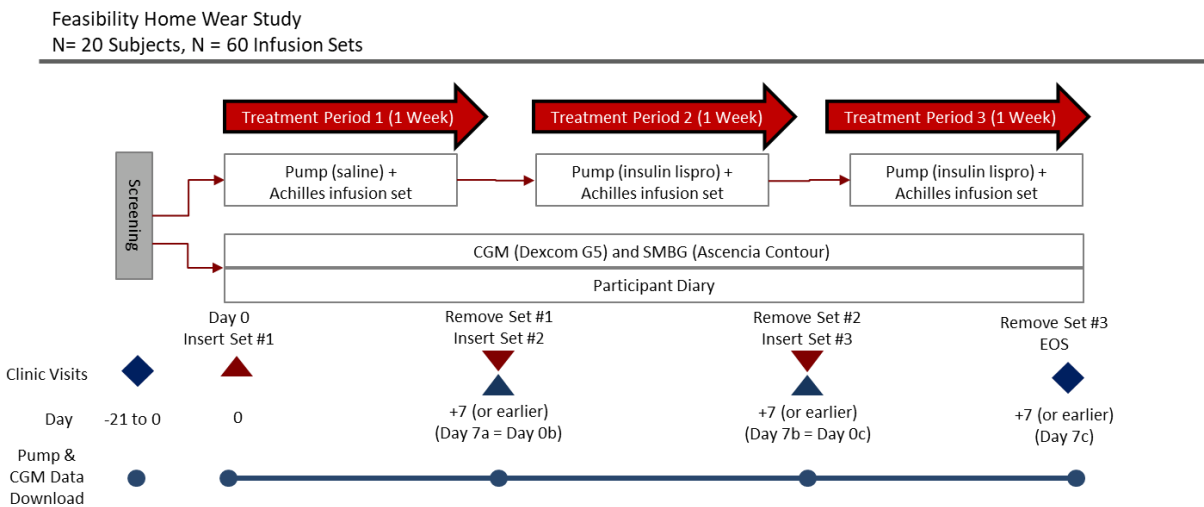 Feasibility Home Wear Study
N= 20 Subjects, N = 60 Infusion Sets
Treatment Period 1 (1 Week)
Treatment Period 2 (1 Week)
Treatment Period 3 (1 Week)
Screening
Pump (saline) +
Achilles infusion set
Pump (insulin lispro) +
Achilles infusion set
Pump (insulin lispro) +
Achilles infusion set
CGM (Dexcom G5) and SMBG (Ascencia Contour)
Participant Diary
Day 0
Insert Set #1
Remove Set #1
Insert Set #2
Remove Set #2
Insert Set #3
Remove Set #3
EOS
Clinic Visits
Day
-21 to 0
0
+7 (or earlier)
(Day 7a = Day 0b)
+7 (or earlier)
(Day 7b = Day 0c)
+7 (or earlier)
(Day 7c)
Pump &
CGM Data
Download